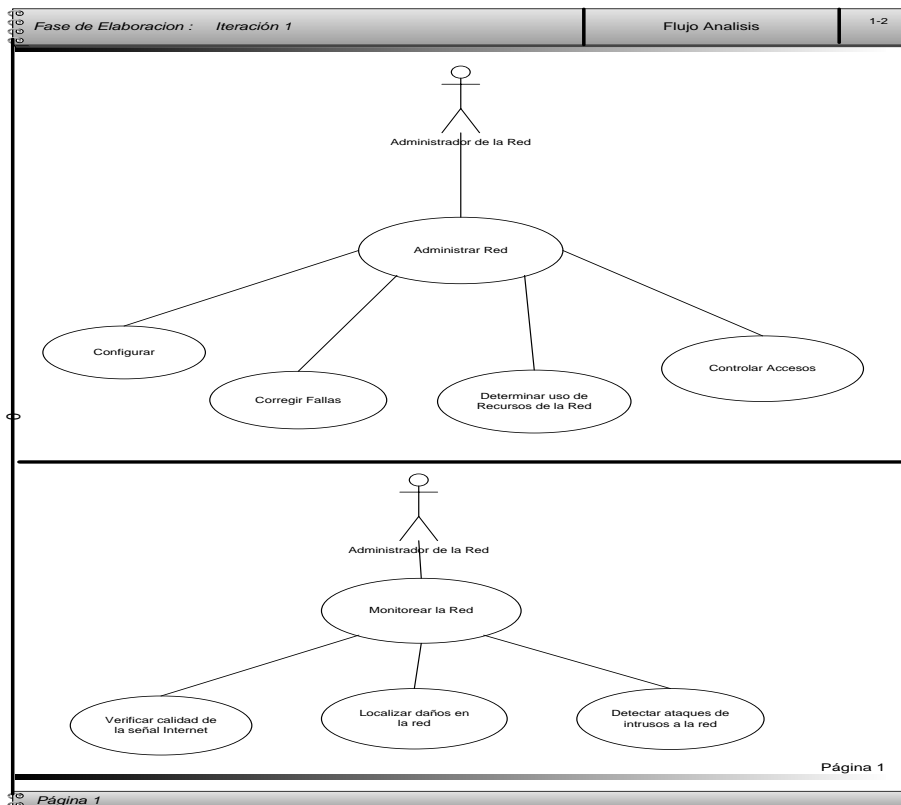 Fase de Elaboracion : Iteración 1
Flujo Analisis
1-2
Administrador de la Red
Administrar Red
Configurar
Corregir Fallas
Determinar uso de
Recursos de la Red
Controlar Accesos
Administrador de la Red
Monitorear la Red
Verificar calidad de
la señal Internet
Localizar daños en
la red
Detectar ataques de
intrusos a la red
Página 1
Página 1